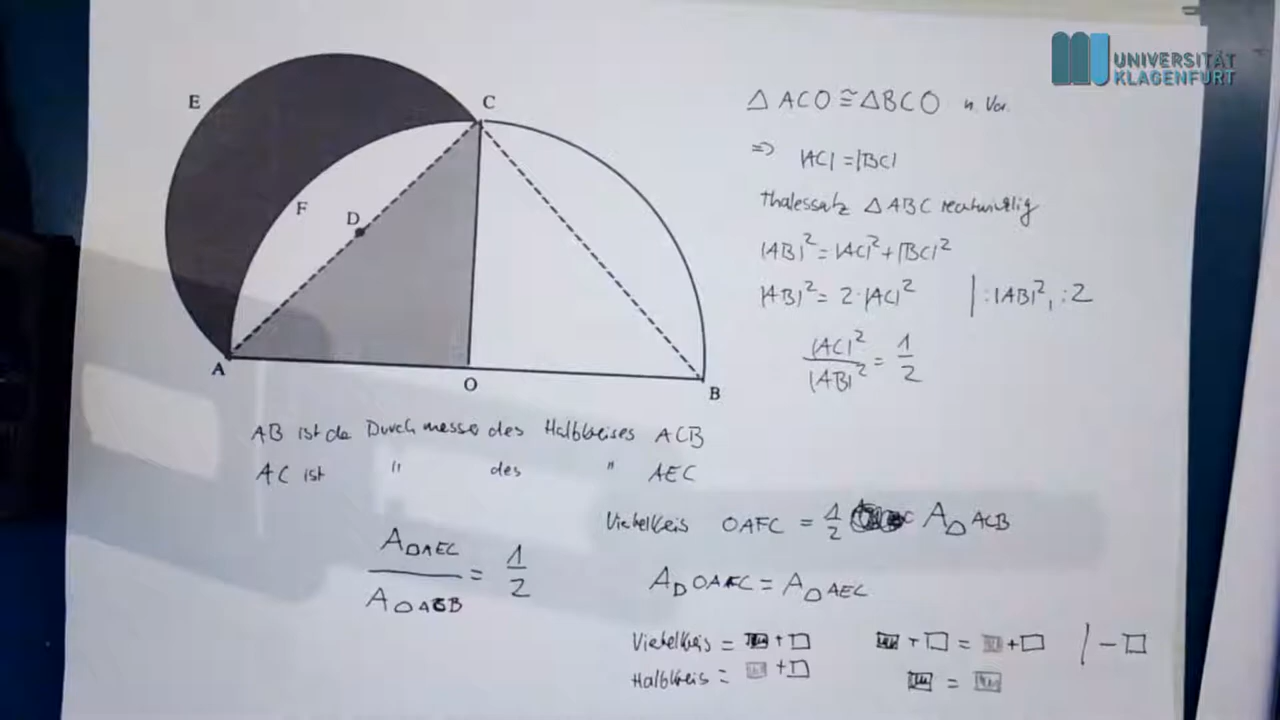 UNIVERSITÄT
KLAGENFURT
E
C
F
D
A
O
B
△ ACO ≅ △BCO n. Vor.
⇒ |AC| = |BC|
Thalessatz △ABC rechtwinklig
|AB|² = |AC|² + |BC|²
|AB|² = 2·|AC|² | :|AB|², :2
|AC|² / |AB|² = 1/2
AB ist de Durchmesser des Halbkreises ACB
AC ist " des " AEC
Viertelkreis OAFC = 1/2 A△ ACB
A△AEC / A△ACB = 1/2
A△ OAFC = A△ AEC
Viertelkreis = ■ + □
■ + □ = ■ + □ | - □
Halbkreis = ■ + □
■ = ■